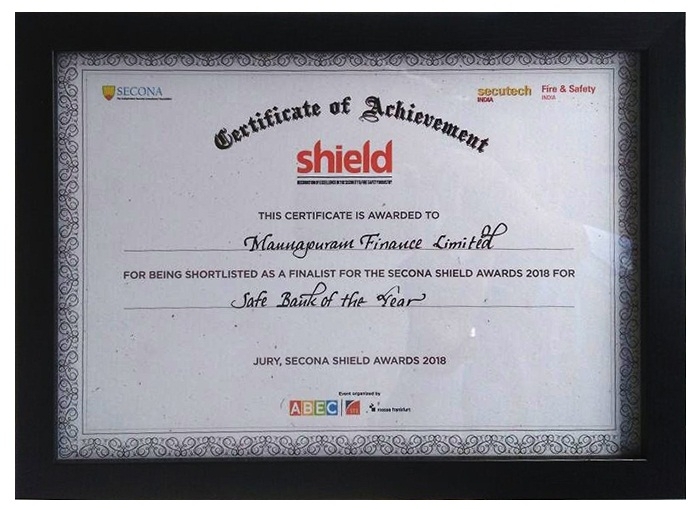 SECONA
secutech
INDIA
Fire & Safety
INDIA
Certificate of Achievement
shield
THIS CERTIFICATE IS AWARDED TO
Mannapuram Finance Limited
FOR BEING SHORTLISTED AS A FINALIST FOR THE SECONA SHIELD AWARDS 2018 FOR
Safe Bank of the Year
JURY, SECONA SHIELD AWARDS 2018
Event organized by
ABEC
messe frankfurt